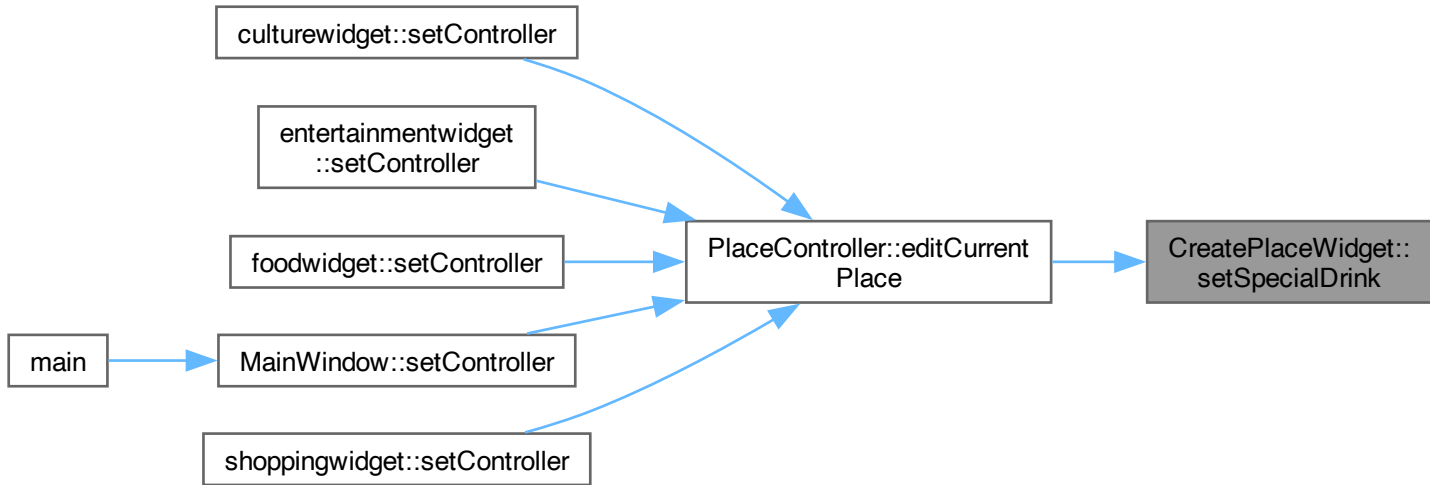 culturewidget::setController
entertainmentwidget
::setController
foodwidget::setController
main
MainWindow::setController
shoppingwidget::setController
PlaceController::editCurrent
Place
CreatePlaceWidget::
setSpecialDrink